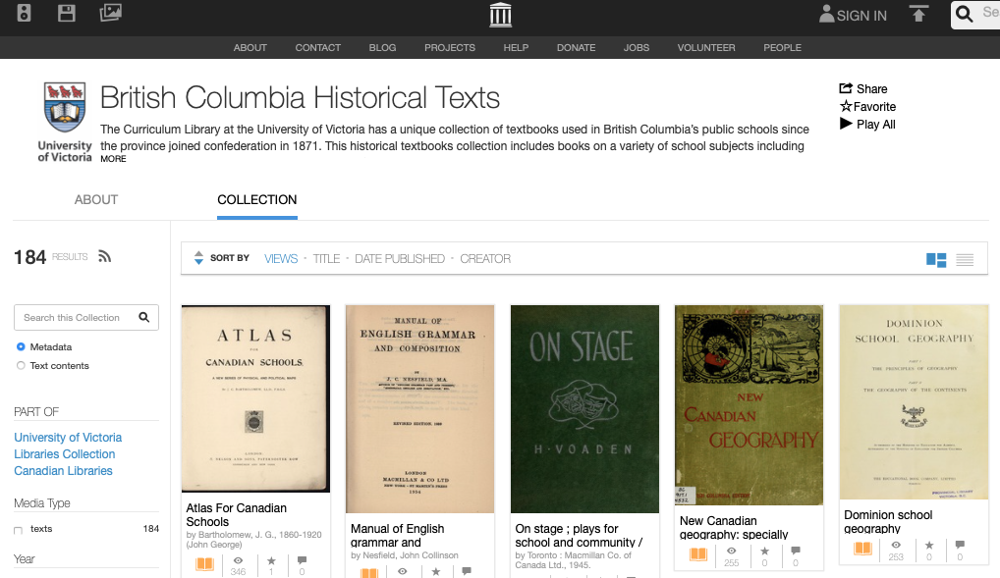 SIGN IN
Se
ABOUT CONTACT BLOG PROJECTS HELP DONATE JOBS VOLUNTEER PEOPLE
University
of Victoria
British Columbia Historical Texts
The Curriculum Library at the University of Victoria has a unique collection of textbooks used in British Columbia's public schools since
the province joined confederation in 1871. This historical textbooks collection includes books on a variety of school subjects including
MORE
Share
Favorite
Play All
ABOUT
COLLECTION
184 RESULTS
SORT BY VIEWS · TITLE · DATE PUBLISHED · CREATOR
Search this Collection
Metadata
Text contents
PART OF
University of Victoria
Libraries Collection
Canadian Libraries
Media Type
texts 184
Year
ATLAS
FOR
CANADIAN SCHOOLS,
LONDON
Atlas For Canadian
Schools
by Bartholomew, J. G., 1860-1920
(John George)
346 1 0
MANUAL OF
ENGLISH GRAMMAR
AND COMPOSITION
BY
J. C. NESFIELD, M.A.
LONDON
MACMILLAN & CO LTD
Manual of English
grammar and
by Nesfield, John Collinson
ON STAGE
H·VOADEN
On stage ; plays for
school and community /
by Toronto : Macmillan Co. of
Canada Ltd., 1945.
NEW
CANADIAN
GEOGRAPHY
New Canadian
geography: specially
255 0 0
DOMINION
SCHOOL GEOGRAPHY
PART I
THE PRINCIPLES OF GEOGRAPHY
PART II
THE GEOGRAPHY OF THE CONTINENTS
Dominion school
geography
253 0 0